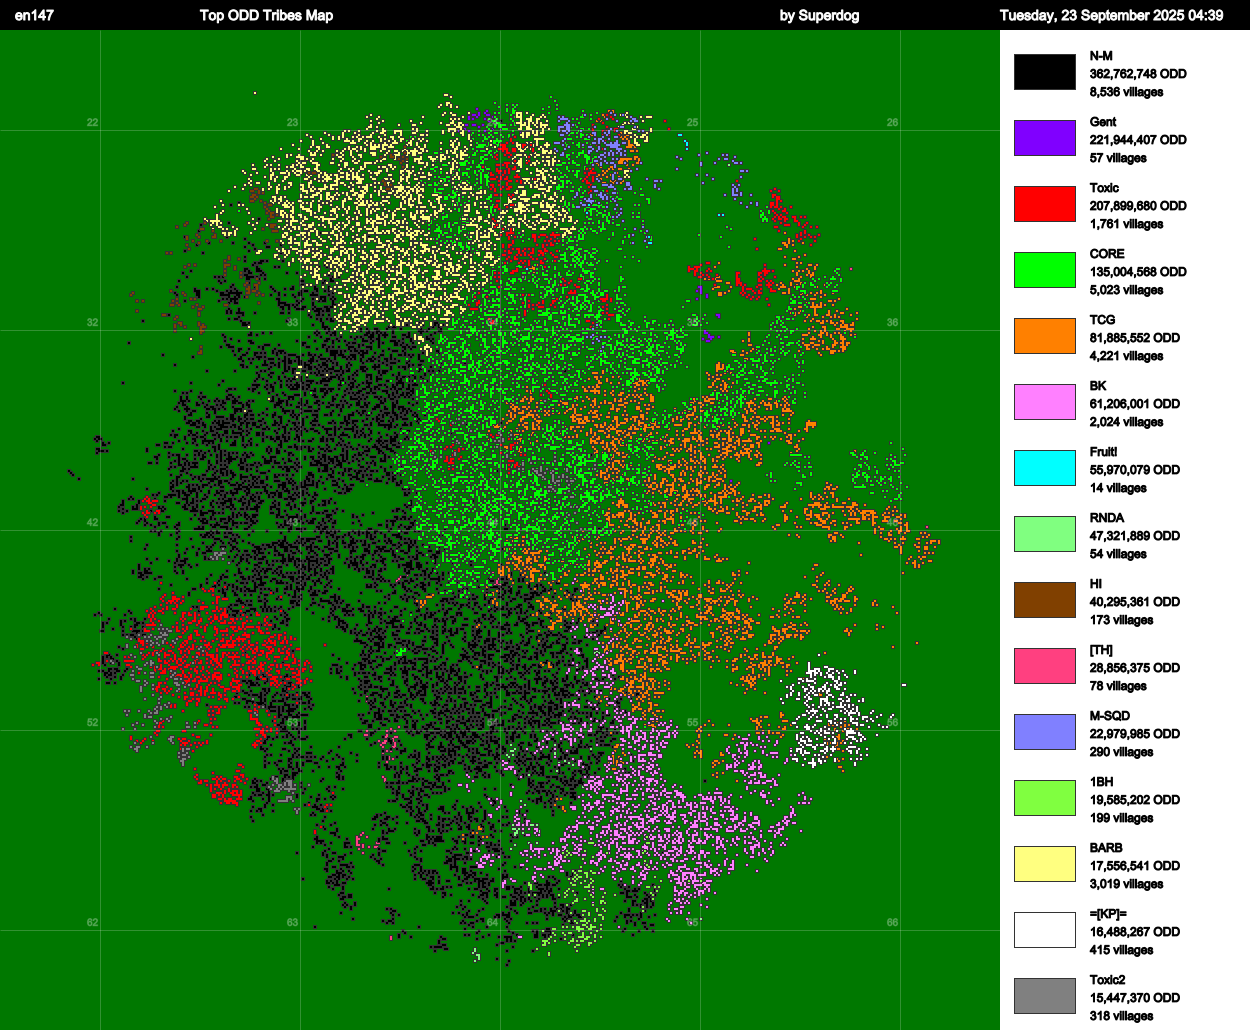 en147 Top ODD Tribes Map by Superdog Tuesday, 23 September 2025 04:39
N-M
362,762,748 ODD
8,536 villages
Gent
221,944,407 ODD
57 villages
Toxic
207,899,680 ODD
1,761 villages
CORE
135,004,568 ODD
5,023 villages
TCG
81,885,552 ODD
4,221 villages
BK
61,206,001 ODD
2,024 villages
Fruit!
55,970,079 ODD
14 villages
RNDA
47,321,889 ODD
54 villages
HI
40,295,361 ODD
173 villages
[TH]
28,856,375 ODD
78 villages
M-SQD
22,979,985 ODD
290 villages
1BH
19,585,202 ODD
199 villages
BARB
17,556,541 ODD
3,019 villages
=[KP]=
16,488,267 ODD
415 villages
Toxic2
15,447,370 ODD
318 villages
22 23 25 26
32 33 35 36
42 43 45
52 53 54 55
62 63 64 65 66